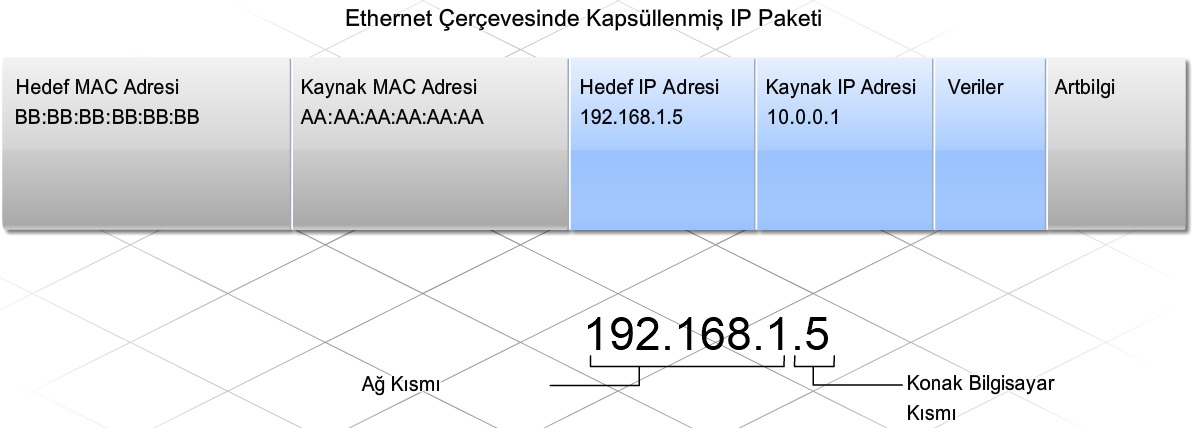 Ethernet Çerçevesinde Kapsüllenmiş IP Paketi
Hedef MAC Adresi
BB:BB:BB:BB:BB:BB
Kaynak MAC Adresi
AA:AA:AA:AA:AA:AA
Hedef IP Adresi
192.168.1.5
Kaynak IP Adresi
10.0.0.1
Veriler
Artbilgi
192.168.1.5
Ağ Kısmı
Konak Bilgisayar
Kısmı